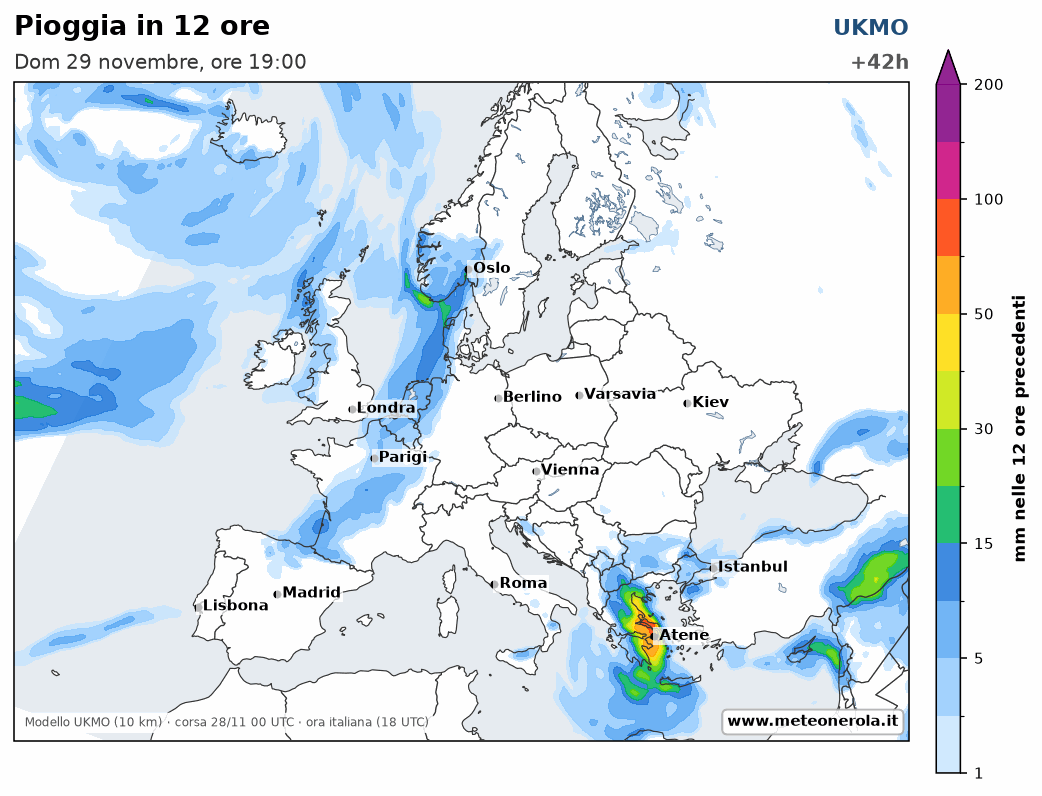 Pioggia in 12 ore
UKMO
Dom 29 novembre, ore 19:00
+42h
200
100
50
30
15
5
1
mm nelle 12 ore precedenti
Oslo
Londra
Berlino
Varsavia
Kiev
Parigi
Vienna
Istanbul
Roma
Madrid
Lisbona
Atene
Modello UKMO (10 km) · corsa 28/11 00 UTC · ora italiana (18 UTC)
www.meteonerola.it